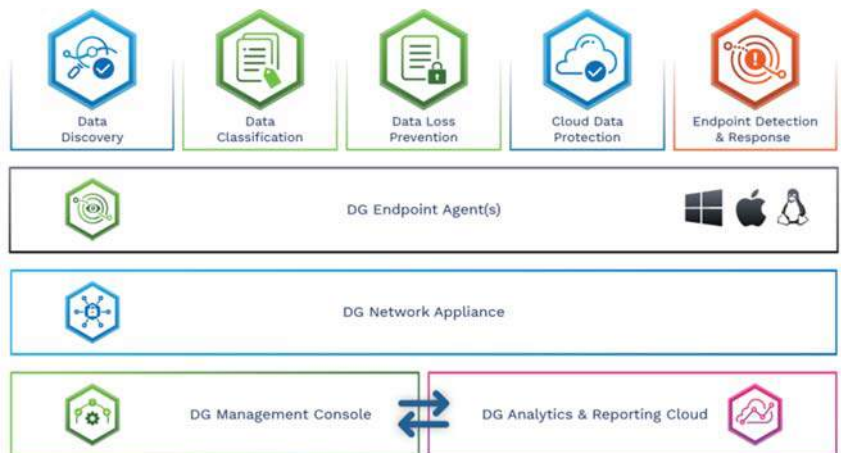 Data
Discovery
Data
Classification
Data Loss
Prevention
Cloud Data
Protection
Endpoint Detection
& Response
DG Endpoint Agent(s)
DG Network Appliance
DG Management Console
DG Analytics & Reporting Cloud